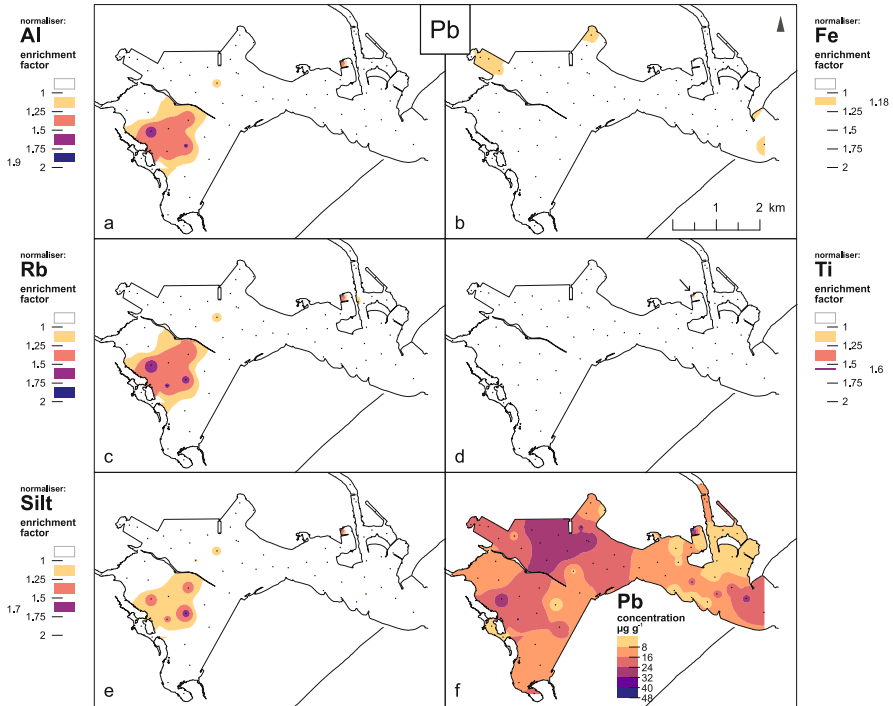 normaliser:
Al
enrichment
factor
1
1.25
1.5
1.75
2
1.9
a
Pb
b
1
2 km
normaliser:
Fe
enrichment
factor
1
1.25
1.5
1.75
2
1.18
normaliser:
Rb
enrichment
factor
1
1.25
1.5
1.75
2
c
d
normaliser:
Ti
enrichment
factor
1
1.25
1.5
1.75
2
1.6
normaliser:
Silt
enrichment
factor
1
1.25
1.5
1.75
2
1.7
e
Pb
concentration
µg g⁻¹
8
16
24
32
40
48
f